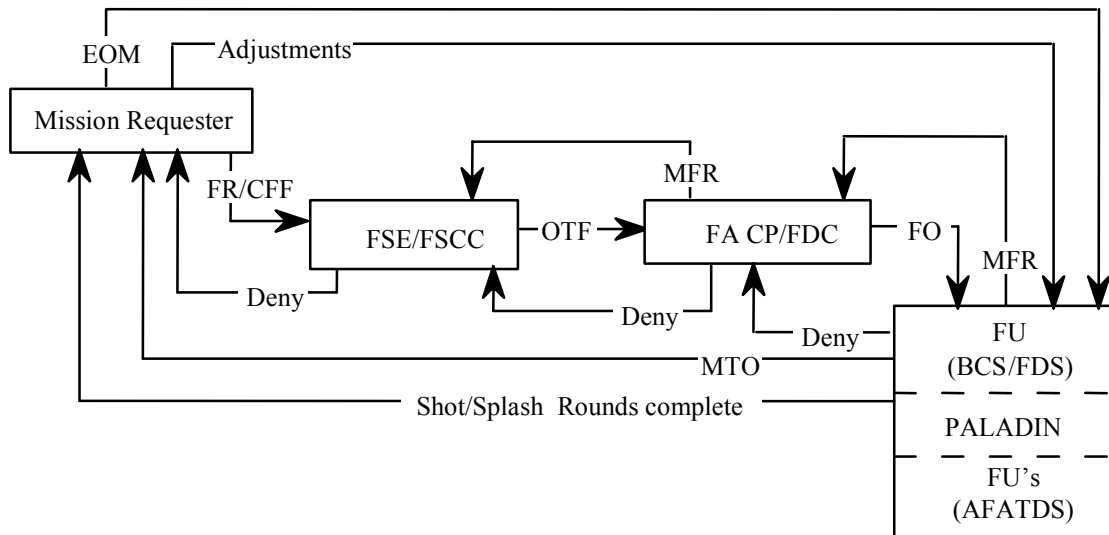 EOM
Adjustments
Mission Requester
FR/CFF
MFR
FSE/FSCC
OTF
FA CP/FDC
FO
MFR
Deny
Deny
Deny
FU
(BCS/FDS)
MTO
Shot/Splash Rounds complete
PALADIN
FU's
(AFATDS)